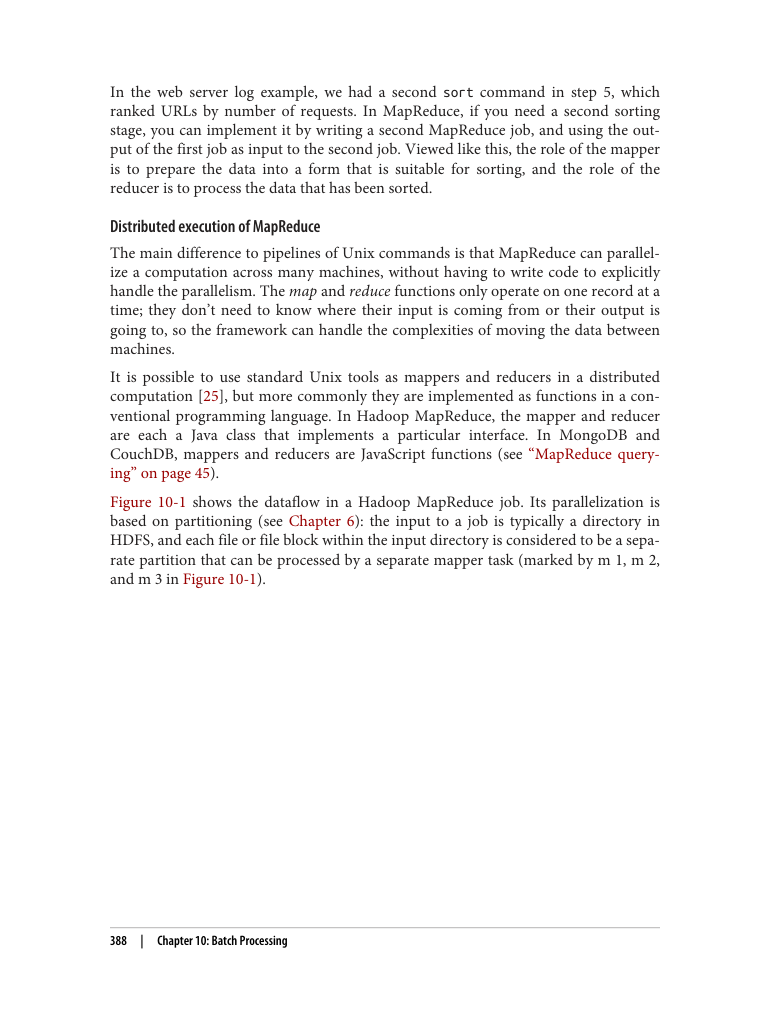 In the web server log example, we had a second sort command in step 5, which
ranked URLs by number of requests. In MapReduce, if you need a second sorting
stage, you can implement it by writing a second MapReduce job, and using the out-
put of the first job as input to the second job. Viewed like this, the role of the mapper
is to prepare the data into a form that is suitable for sorting, and the role of the
reducer is to process the data that has been sorted.
Distributed execution of MapReduce
The main difference to pipelines of Unix commands is that MapReduce can parallel-
ize a computation across many machines, without having to write code to explicitly
handle the parallelism. The map and reduce functions only operate on one record at a
time; they don’t need to know where their input is coming from or their output is
going to, so the framework can handle the complexities of moving the data between
machines.
It is possible to use standard Unix tools as mappers and reducers in a distributed
computation [25], but more commonly they are implemented as functions in a con-
ventional programming language. In Hadoop MapReduce, the mapper and reducer
are each a Java class that implements a particular interface. In MongoDB and
CouchDB, mappers and reducers are JavaScript functions (see “MapReduce query-
ing” on page 45).
Figure 10-1 shows the dataflow in a Hadoop MapReduce job. Its parallelization is
based on partitioning (see Chapter 6): the input to a job is typically a directory in
HDFS, and each file or file block within the input directory is considered to be a sepa-
rate partition that can be processed by a separate mapper task (marked by m 1, m 2,
and m 3 in Figure 10-1).
388 | Chapter 10: Batch Processing